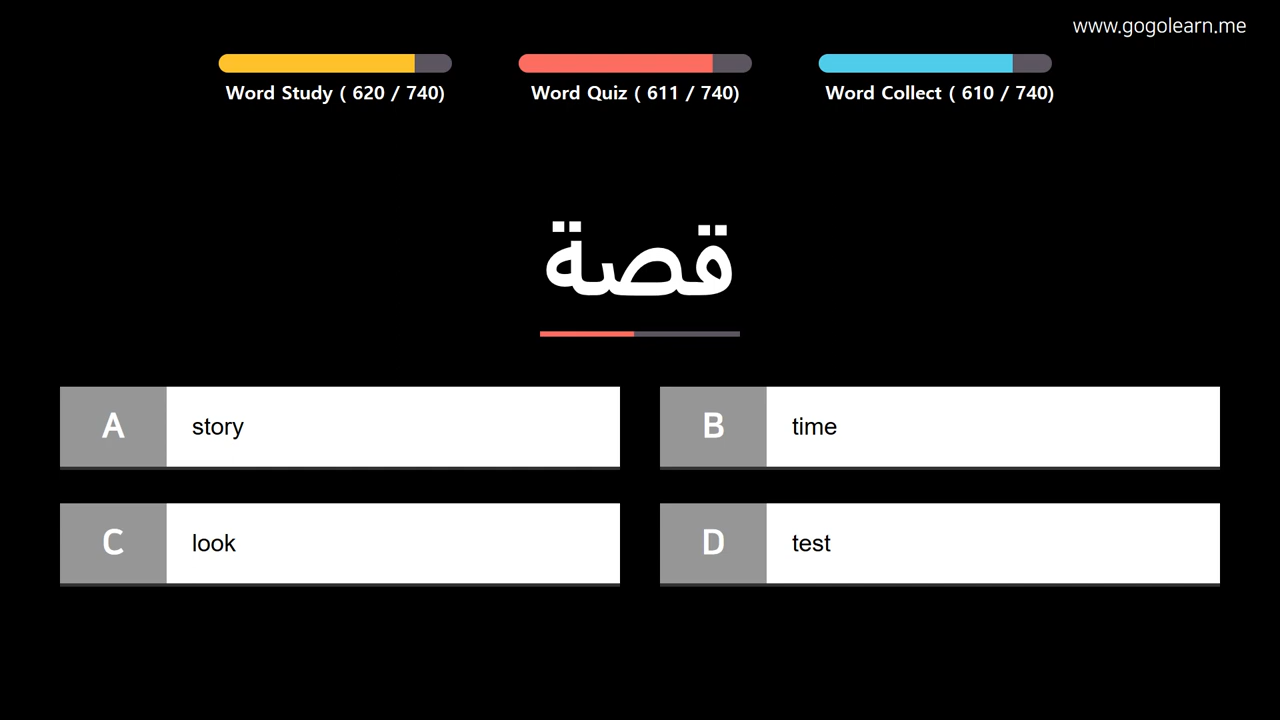 www.gogolearn.me
Word Study ( 620 / 740)
Word Quiz ( 611 / 740)
Word Collect ( 610 / 740)
قصة
A story
B time
C look
D test